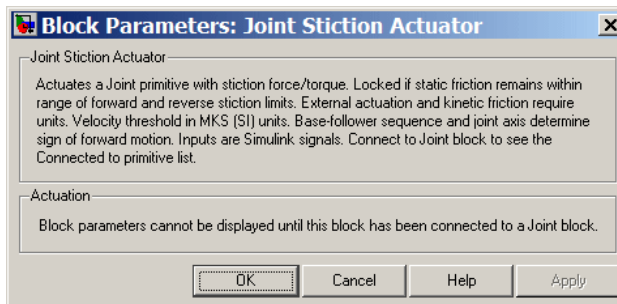 Block Parameters: Joint Stiction Actuator
Joint Stiction Actuator
Actuates a Joint primitive with stiction force/torque. Locked if static friction remains within
range of forward and reverse stiction limits. External actuation and kinetic friction require
units. Velocity threshold in MKS (SI) units. Base-follower sequence and joint axis determine
sign of forward motion. Inputs are Simulink signals. Connect to Joint block to see the
Connected to primitive list.
Actuation
Block parameters cannot be displayed until this block has been connected to a Joint block.
OK Cancel Help Apply